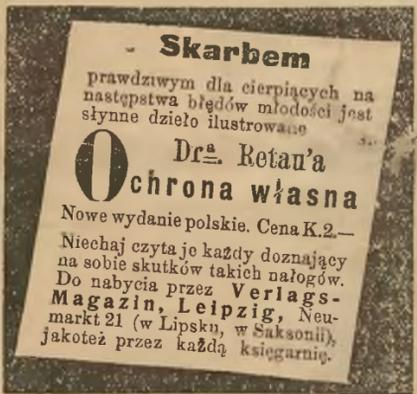 Skarbem
prawdziwym dla cierpiących na
następstwa błędów młodości jest
słynne dzieło ilustrowane
Dra. Retau'a
Ochrona własna
Nowe wydanie polskie. Cena K. 2.—
Niechaj czyta je każdy doznający
na sobie skutków takich nałogów.
Do nabycia przez Verlags-
Magazin, Leipzig, Neu-
markt 21 (w Lipsku, w Saksonii),
jakoteż przez każdą księgarnię.